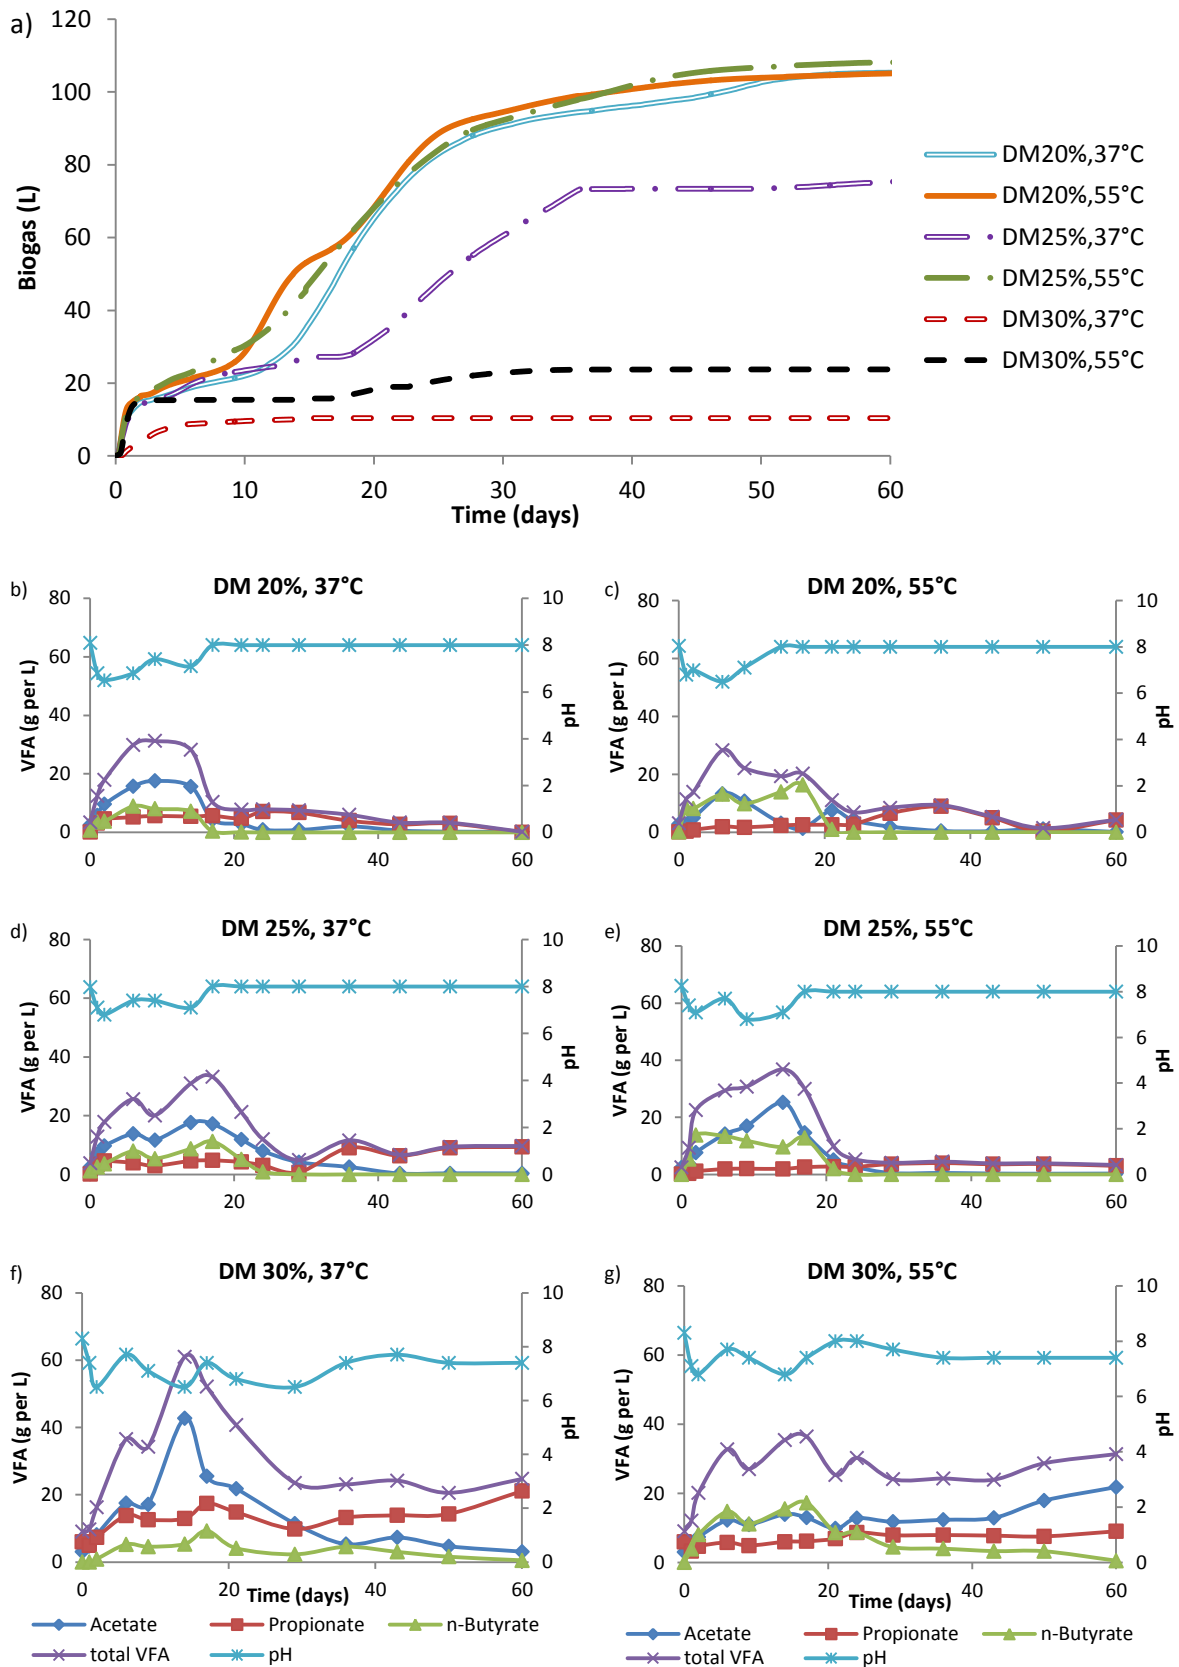 a)
120
100
80
60
40
20
0
Biogas (L)
0 10 20 30 40 50 60
Time (days)
DM20%,37°C
DM20%,55°C
DM25%,37°C
DM25%,55°C
DM30%,37°C
DM30%,55°C
b) DM 20%, 37°C
80
60
40
20
0
VFA (g per L)
10
8
6
4
2
0
pH
0 20 40 60
c) DM 20%, 55°C
80
60
40
20
0
VFA (g per L)
10
8
6
4
2
0
pH
0 20 40 60
d) DM 25%, 37°C
80
60
40
20
0
VFA (g per L)
10
8
6
4
2
0
pH
0 20 40 60
e) DM 25%, 55°C
80
60
40
20
0
VFA (g per L)
10
8
6
4
2
0
pH
0 20 40 60
f) DM 30%, 37°C
80
60
40
20
0
VFA (g per L)
10
8
6
4
2
0
pH
0 20 40 60
Time (days)
Acetate Propionate n-Butyrate
total VFA pH
g) DM 30%, 55°C
80
60
40
20
0
VFA (g per L)
10
8
6
4
2
0
pH
0 20 40 60
Time (days)
Acetate Propionate n-Butyrate
total VFA pH